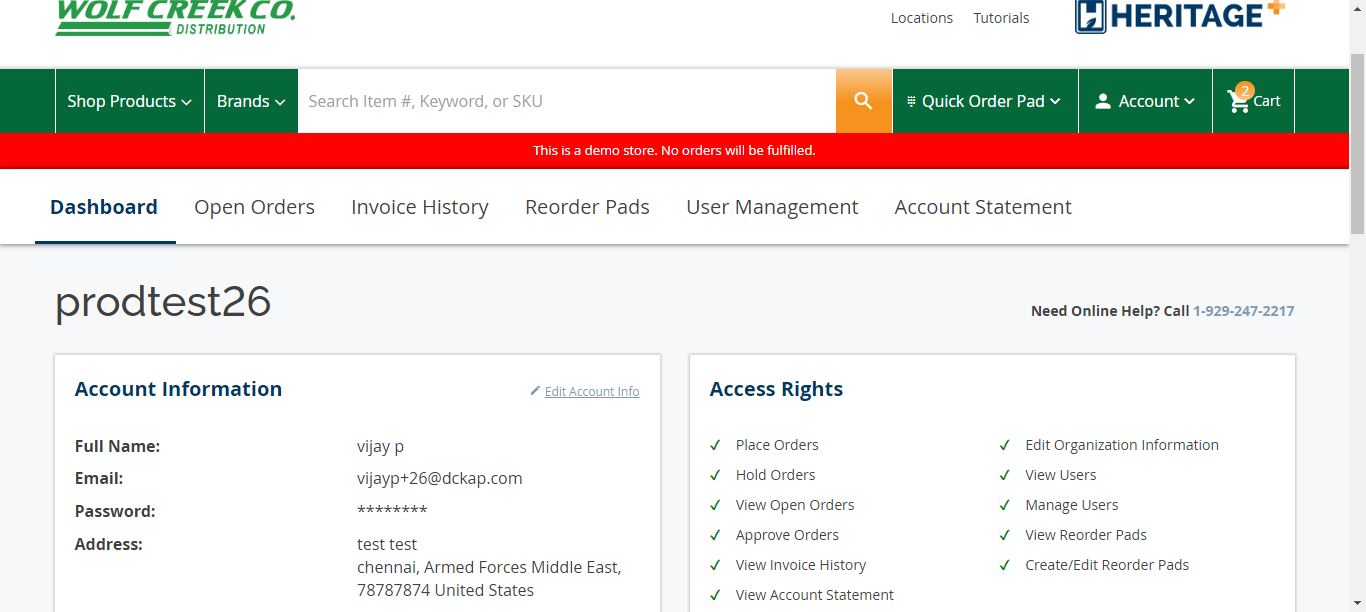 WOLF CREEK CO.
DISTRIBUTION
Locations Tutorials
HERITAGE+
Shop Products Brands Search Item #, Keyword, or SKU Quick Order Pad Account 2 Cart
This is a demo store. No orders will be fulfilled.
Dashboard Open Orders Invoice History Reorder Pads User Management Account Statement
prodtest26
Need Online Help? Call 1-929-247-2217
Account Information Edit Account Info
Full Name: vijay p
Email: vijayp+26@dckap.com
Password: ********
Address: test test
chennai, Armed Forces Middle East,
78787874 United States
Access Rights
✓ Place Orders
✓ Hold Orders
✓ View Open Orders
✓ Approve Orders
✓ View Invoice History
✓ View Account Statement
✓ Edit Organization Information
✓ View Users
✓ Manage Users
✓ View Reorder Pads
✓ Create/Edit Reorder Pads